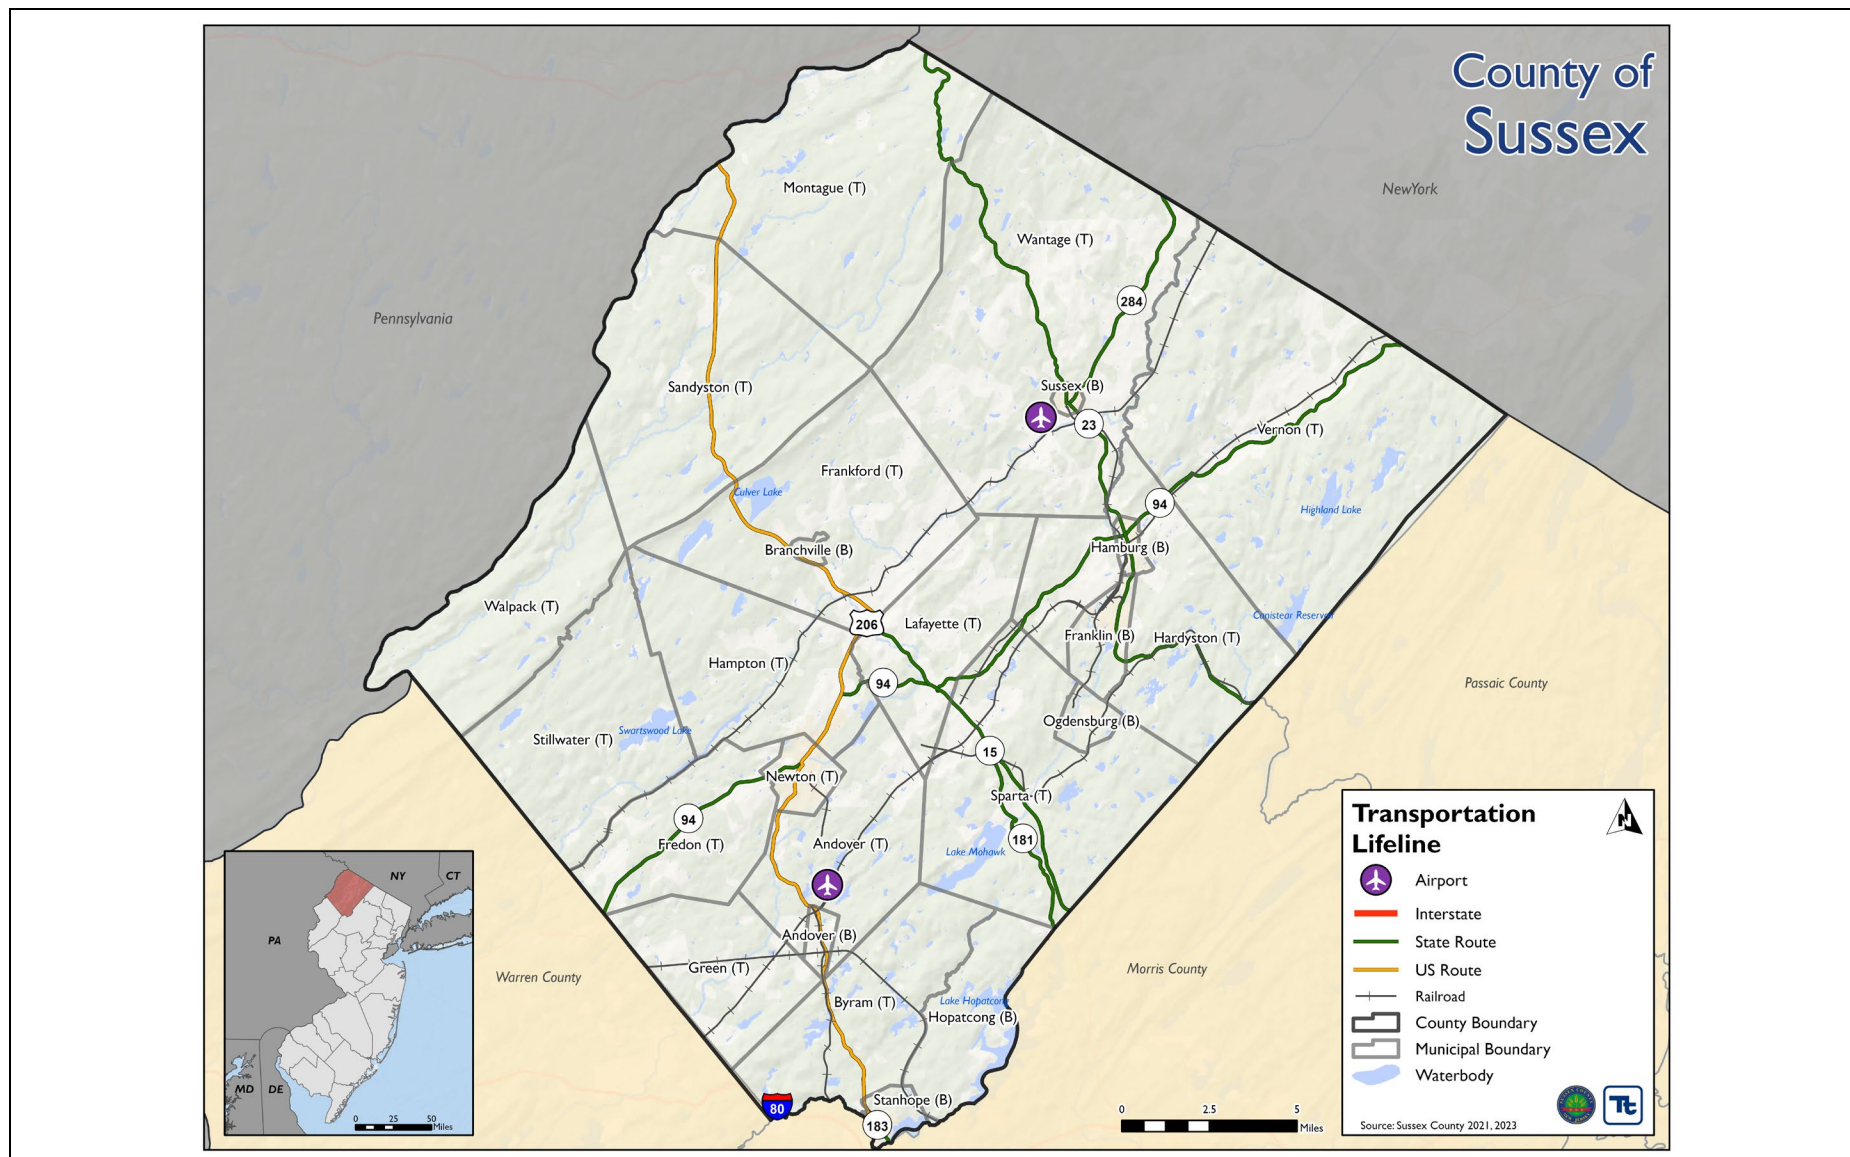 County of
Sussex
NewYork
Montague (T)
Wantage (T)
284
Pennsylvania
Sandyston (T)
Sussex (B)
23
Vernon (T)
Frankford (T)
Culver Lake
94
Highland Lake
Branchville (B)
Hamburg (B)
Walpack (T)
Canistear Reserver
206
Lafayette (T)
Franklin (B)
Hardyston (T)
Hampton (T)
94
Passaic County
Ogdensburg (B)
Swartswood Lake
Stillwater (T)
15
Newton (T)
Sparta (T)
94
181
Fredon (T)
Andover (T)
Lake Mohawk
Andover (B)
Green (T)
Warren County
Morris County
Byram (T)
Lake Hopatcong
Hopatcong (B)
Stanhope (B)
80
183
NY
CT
PA
MD
DE
0 25 50
Miles
0 2.5 5
Miles
Transportation
Lifeline
N
Airport
Interstate
State Route
US Route
Railroad
County Boundary
Municipal Boundary
Waterbody
Tt
Source: Sussex County 2021, 2023